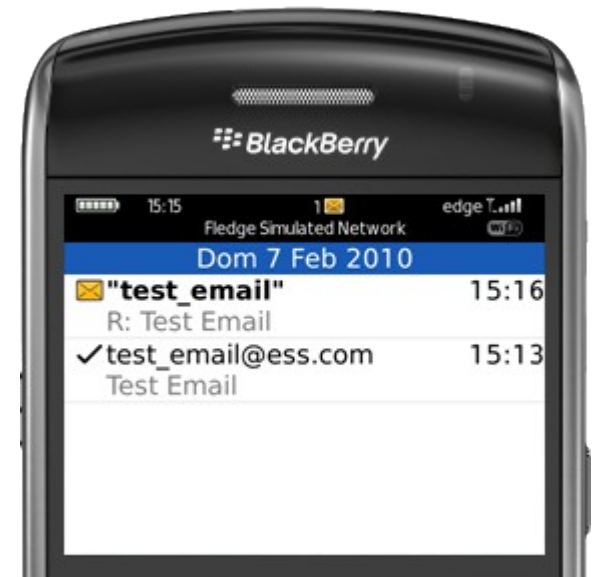 BlackBerry
15:15 1 edge
Fledge Simulated Network WiFi
Dom 7 Feb 2010
"test_email" 15:16
R: Test Email
test_email@ess.com 15:13
Test Email